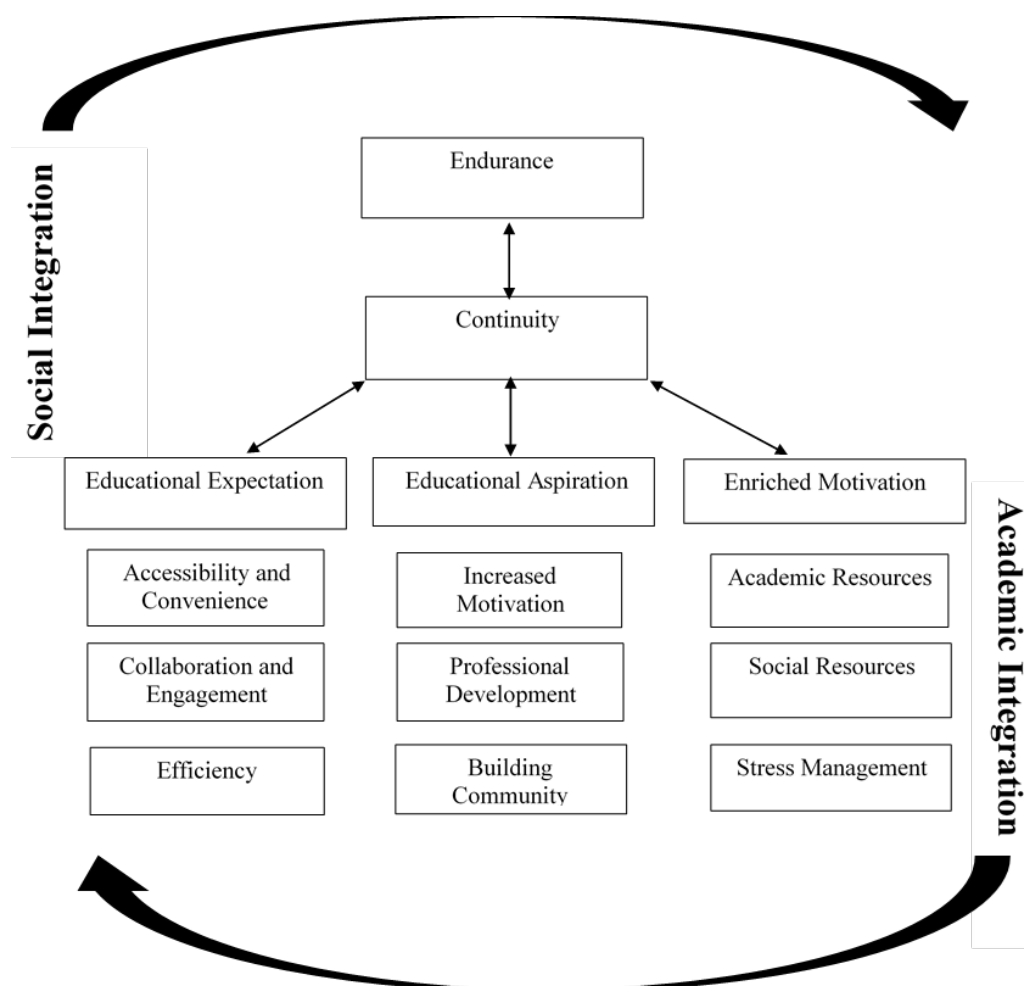 Social Integration
Endurance
Continuity
Educational Expectation
Educational Aspiration
Enriched Motivation
Accessibility and
Convenience
Increased
Motivation
Academic Resources
Collaboration and
Engagement
Professional
Development
Social Resources
Efficiency
Building
Community
Stress Management
Academic Integration